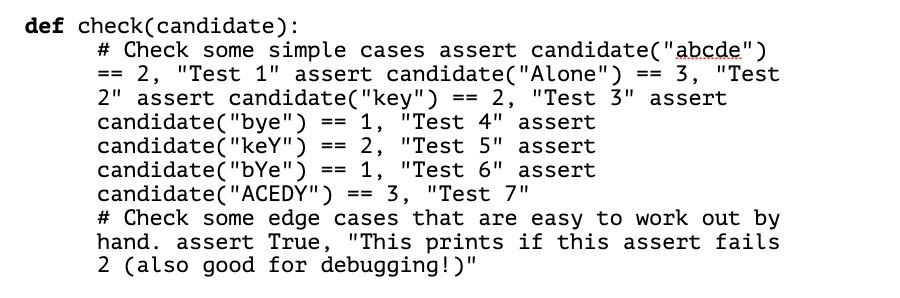 def check(candidate):
# Check some simple cases assert candidate("abcde")
== 2, "Test 1" assert candidate("Alone") == 3, "Test
2" assert candidate("key") == 2, "Test 3" assert
candidate("bye") == 1, "Test 4" assert
candidate("keY") == 2, "Test 5" assert
candidate("bYe") == 1, "Test 6" assert
candidate("ACEDY") == 3, "Test 7"
# Check some edge cases that are easy to work out by
hand. assert True, "This prints if this assert fails
2 (also good for debugging!)"